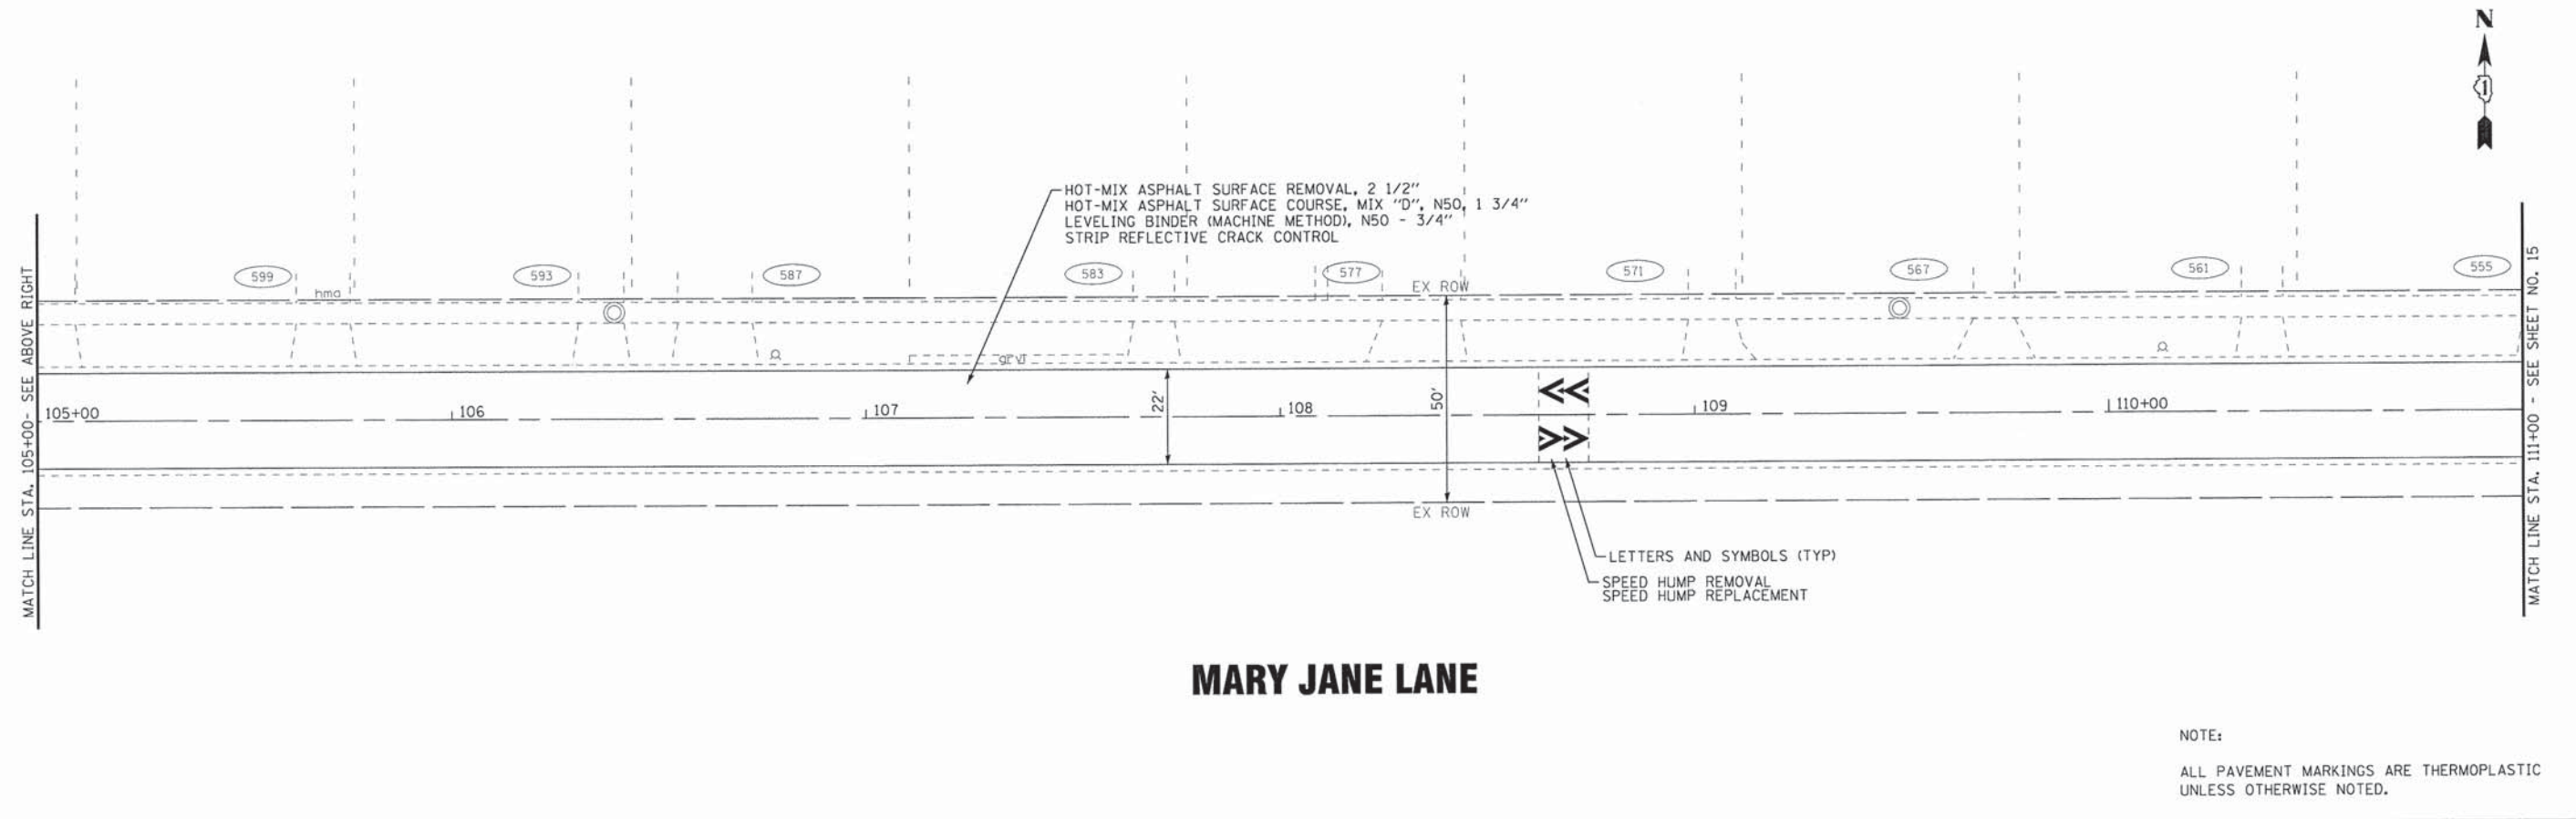 N
1
HOT-MIX ASPHALT SURFACE REMOVAL, 2 1/2"
HOT-MIX ASPHALT SURFACE COURSE, MIX "D", N50, 1 3/4"
LEVELING BINDER (MACHINE METHOD), N50 - 3/4"
STRIP REFLECTIVE CRACK CONTROL
599
593
587
583
577
571
567
561
555
hma
EX ROW
grvl
MATCH LINE STA. 105+00- SEE ABOVE RIGHT
105+00
106
107
22'
108
50'
109
110+00
MATCH LINE STA. 111+00 - SEE SHEET NO. 15
EX ROW
LETTERS AND SYMBOLS (TYP)
SPEED HUMP REMOVAL
SPEED HUMP REPLACEMENT
MARY JANE LANE
NOTE:
ALL PAVEMENT MARKINGS ARE THERMOPLASTIC
UNLESS OTHERWISE NOTED.